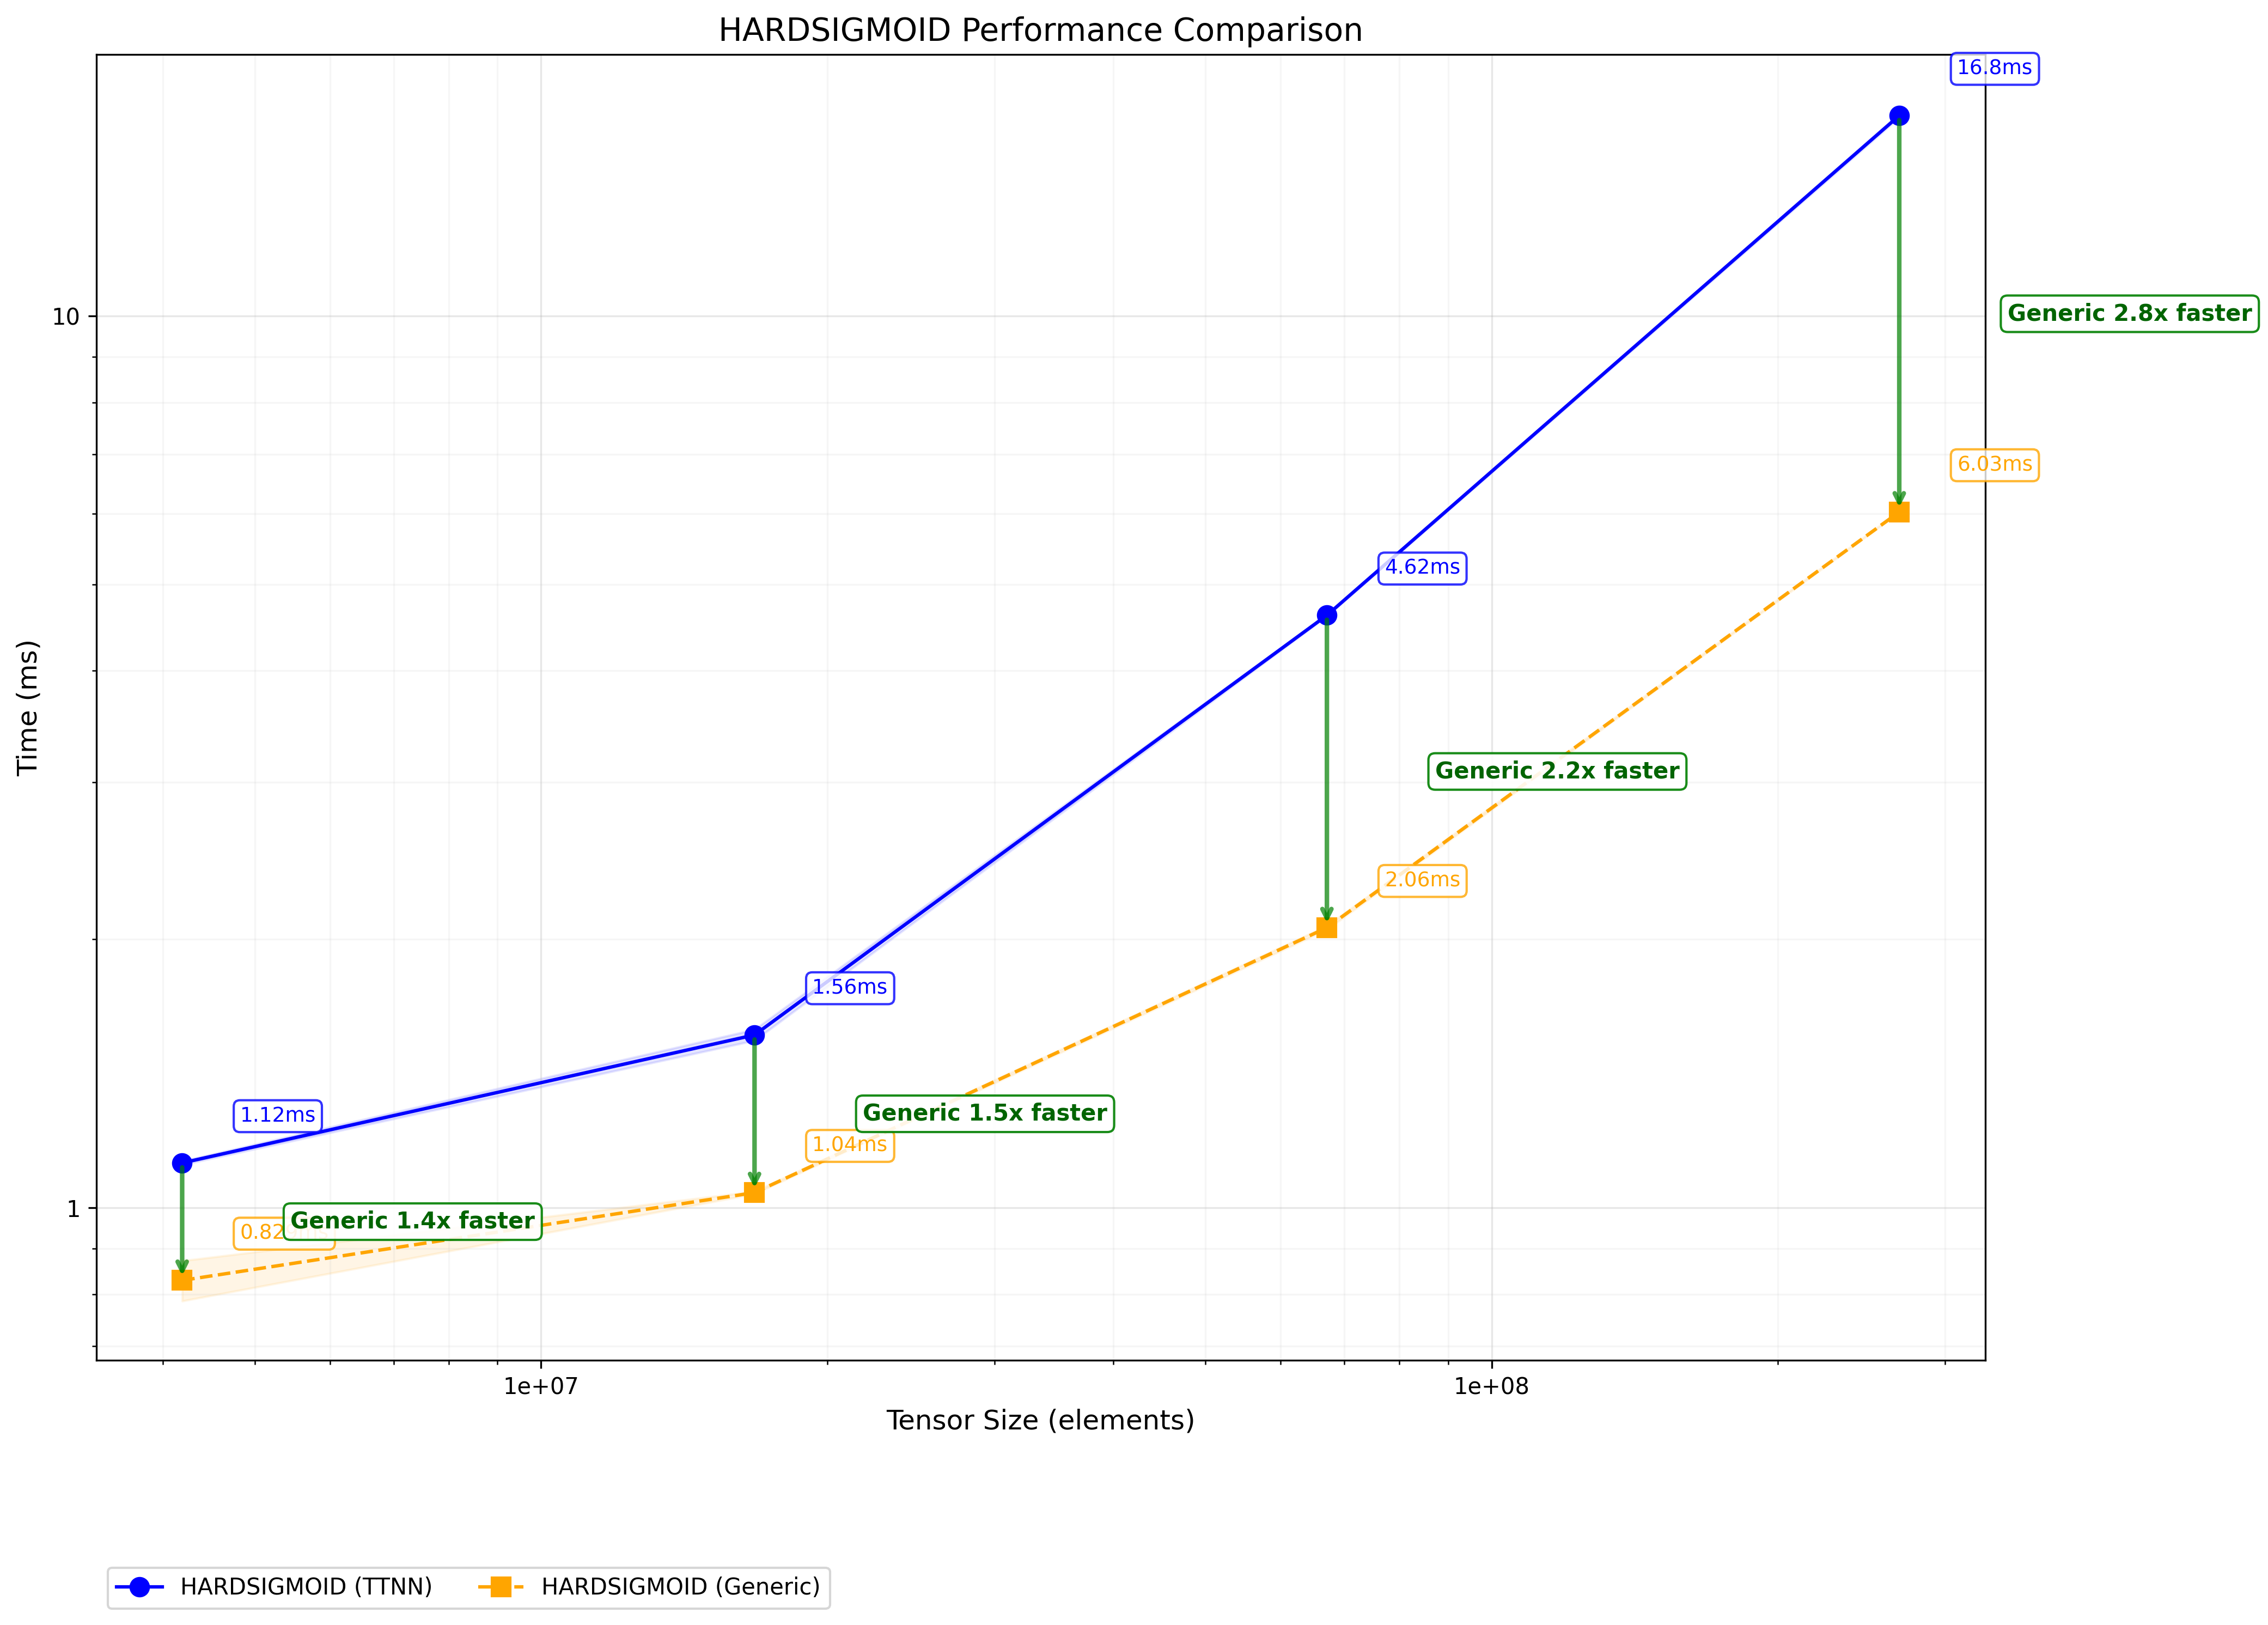 HARDSIGMOID Performance Comparison
16.8ms
10
Generic 2.8x faster
6.03ms
4.62ms
Time (ms)
Generic 2.2x faster
2.06ms
1.56ms
1.12ms
Generic 1.5x faster
1.04ms
1
Generic 1.4x faster
1e+07
1e+08
Tensor Size (elements)
HARDSIGMOID (TTNN)
HARDSIGMOID (Generic)